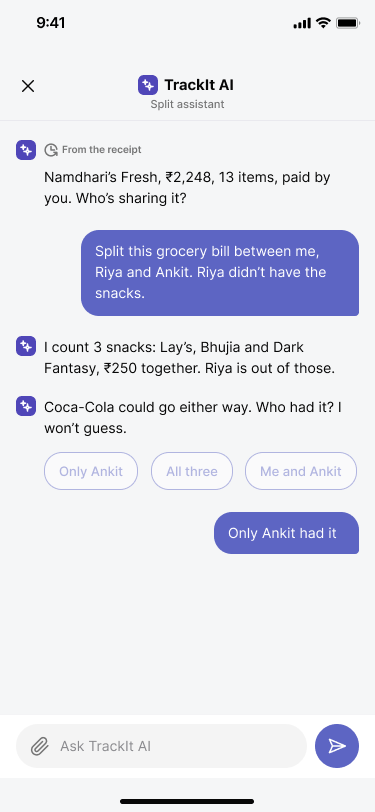 9:41
TrackIt AI
Split assistant
From the receipt
Namdhari's Fresh, ₹2,248, 13 items, paid by
you. Who's sharing it?
Split this grocery bill between me,
Riya and Ankit. Riya didn't have the
snacks.
I count 3 snacks: Lay's, Bhujia and Dark
Fantasy, ₹250 together. Riya is out of those.
Coca-Cola could go either way. Who had it? I
won't guess.
Only Ankit
All three
Me and Ankit
Only Ankit had it
Ask TrackIt AI